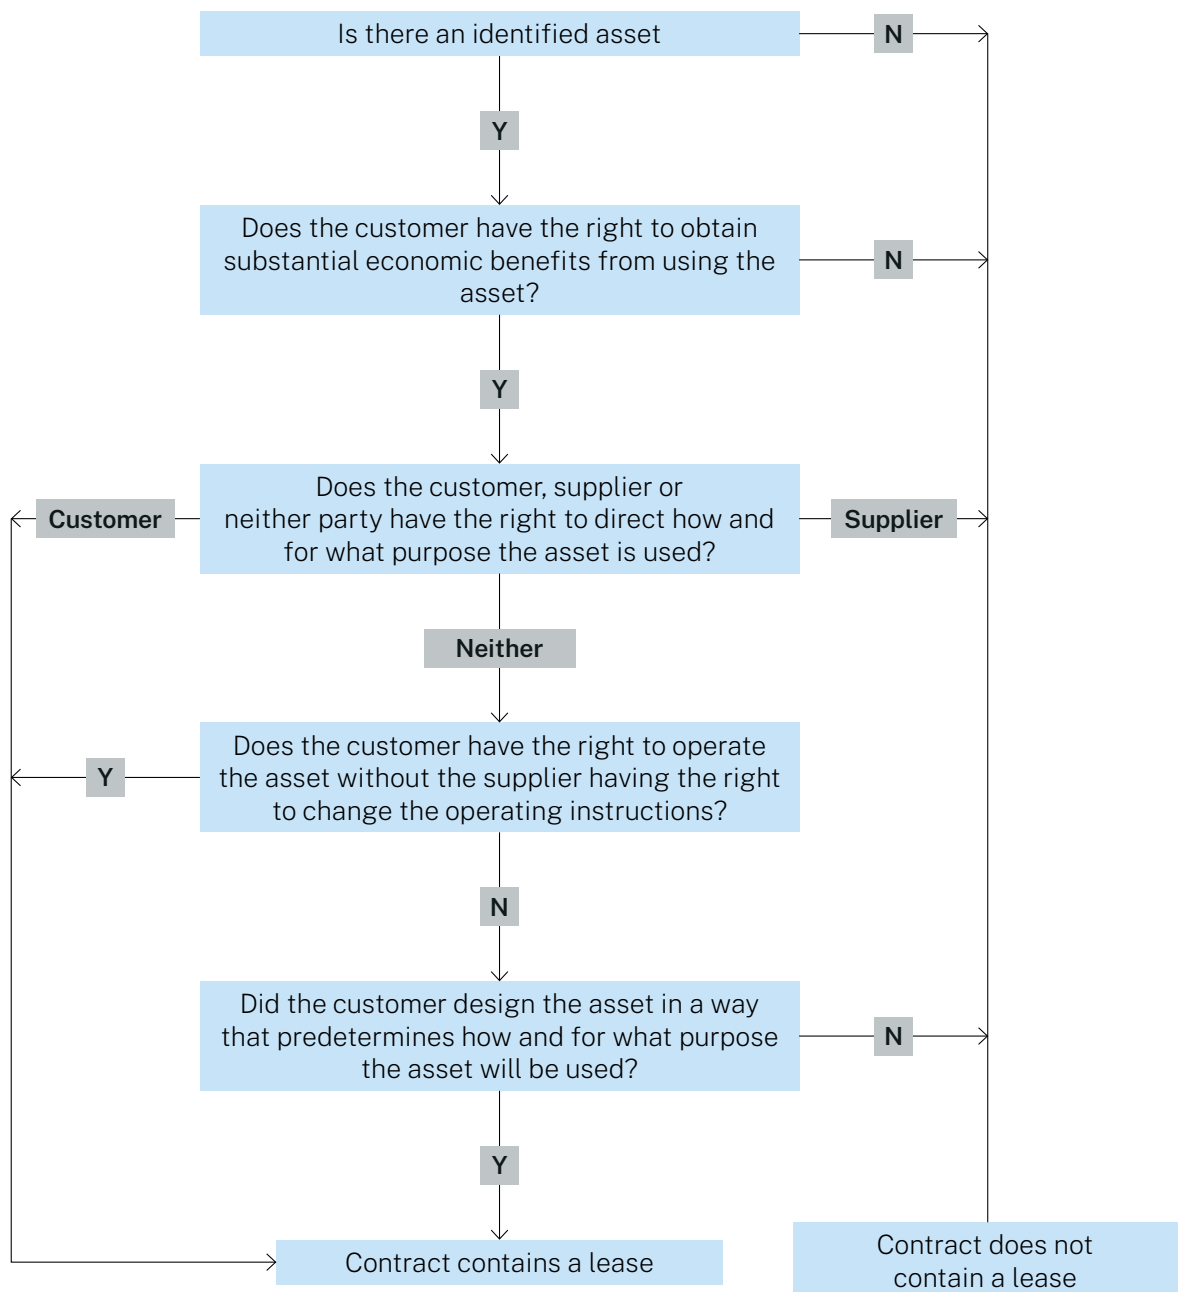 Is there an identified asset
N
Y
Does the customer have the right to obtain
substantial economic benefits from using the
asset?
N
Y
Does the customer, supplier or
neither party have the right to direct how and
for what purpose the asset is used?
Customer
Supplier
Neither
Does the customer have the right to operate
the asset without the supplier having the right
to change the operating instructions?
Y
N
Did the customer design the asset in a way
that predetermines how and for what purpose
the asset will be used?
N
Y
Contract contains a lease
Contract does not
contain a lease